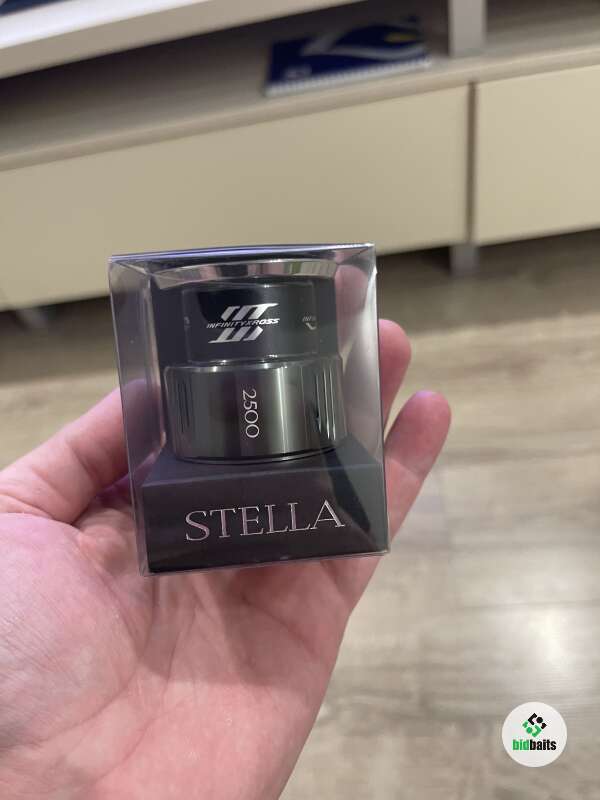 INFINITYXROSS
2500
STELLA
bidbaits